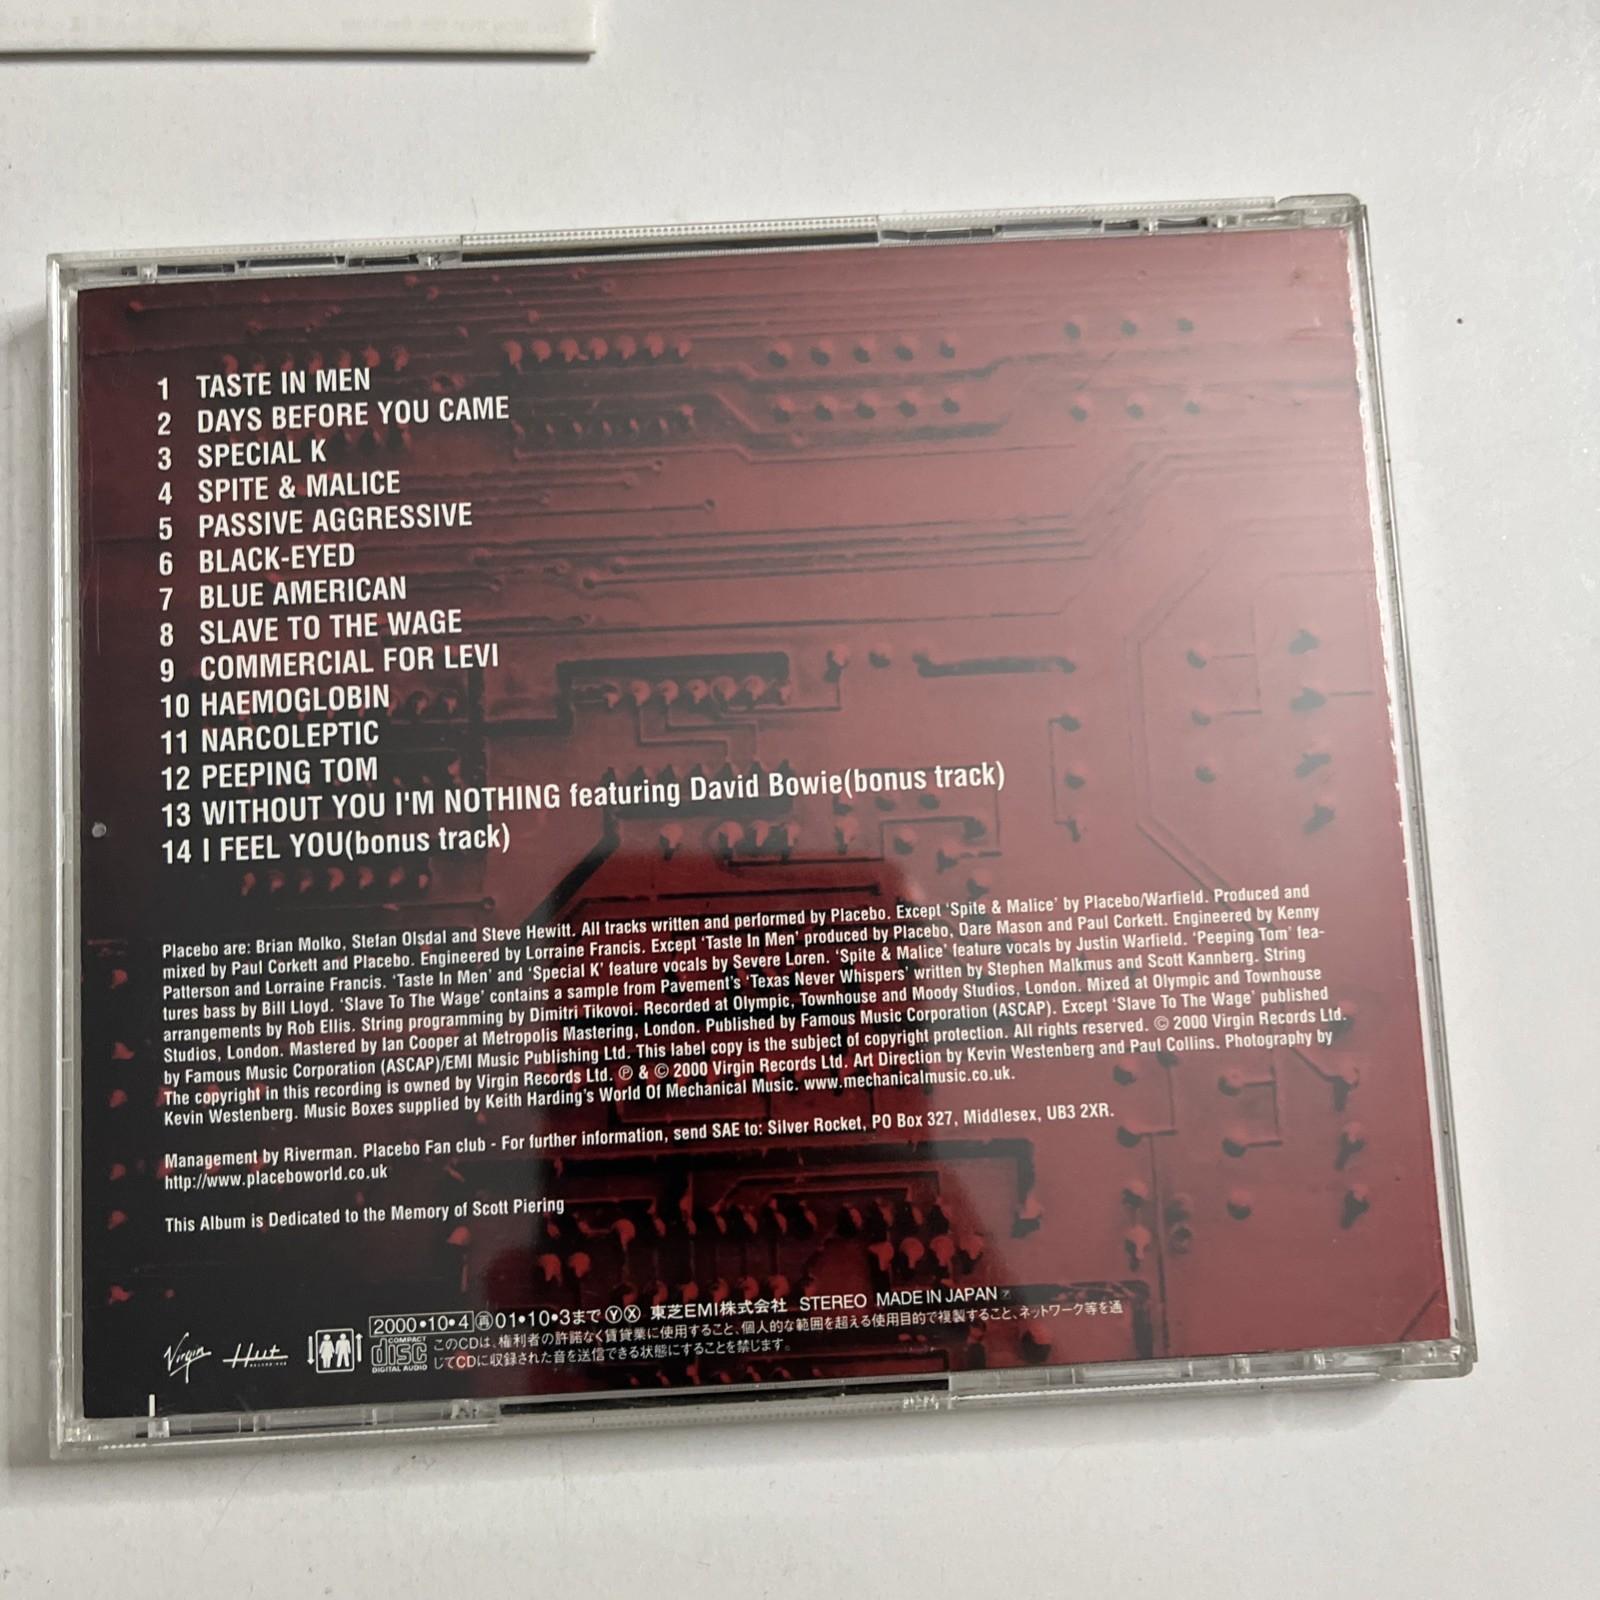 1 TASTE IN MEN
2 DAYS BEFORE YOU CAME
3 SPECIAL K
4 SPITE & MALICE
5 PASSIVE AGGRESSIVE
6 BLACK-EYED
7 BLUE AMERICAN
8 SLAVE TO THE WAGE
9 COMMERCIAL FOR LEVI
10 HAEMOGLOBIN
11 NARCOLEPTIC
12 PEEPING TOM
13 WITHOUT YOU I'M NOTHING featuring David Bowie(bonus track)
14 I FEEL YOU(bonus track)
Placebo are: Brian Molko, Stefan Olsdal and Steve Hewitt. All tracks written and performed by Placebo. Except ‘Spite & Malice’ by Placebo/Warfield. Produced and
mixed by Paul Corkett and Placebo. Engineered by Lorraine Francis. Except ‘Taste In Men’ produced by Placebo, Dare Mason and Paul Corkett. Engineered by Kenny
Patterson and Lorraine Francis. ‘Taste In Men’ and ‘Special K’ feature vocals by Severe Loren. ‘Spite & Malice’ feature vocals by Justin Warfield. ‘Peeping Tom’ fea-
tures bass by Bill Lloyd. ‘Slave To The Wage’ contains a sample from Pavement's ‘Texas Never Whispers’ written by Stephen Malkmus and Scott Kannberg. String
arrangements by Rob Ellis. String programming by Dimitri Tikovoi. Recorded at Olympic, Townhouse and Moody Studios, London. Mixed at Olympic and Townhouse
Studios, London. Mastered by Ian Cooper at Metropolis Mastering, London. Published by Famous Music Corporation (ASCAP). Except ‘Slave To The Wage’ published
by Famous Music Corporation (ASCAP)/EMI Music Publishing Ltd. This label copy is the subject of copyright protection. All rights reserved. © 2000 Virgin Records Ltd.
The copyright in this recording is owned by Virgin Records Ltd. ℗ & © 2000 Virgin Records Ltd. Art Direction by Kevin Westenberg and Paul Collins. Photography by
Kevin Westenberg. Music Boxes supplied by Keith Harding's World Of Mechanical Music. www.mechanicalmusic.co.uk.
Management by Riverman. Placebo Fan club - For further information, send SAE to: Silver Rocket, PO Box 327, Middlesex, UB3 2XR.
http://www.placeboworld.co.uk
This Album is Dedicated to the Memory of Scott Piering
2000•10•4 ㊢01•10•3までⓎⓍ 東芝EMI株式会社 STEREO MADE IN JAPAN
Virgin Hut RECORDINGS COMPACT disc DIGITAL AUDIO
このCDは、権利者の許諾なく賃貸業に使用すること、個人的な範囲を超える使用目的で複製すること、ネットワーク等を通
じてCDに収録された音を送信できる状態にすることを禁じます。